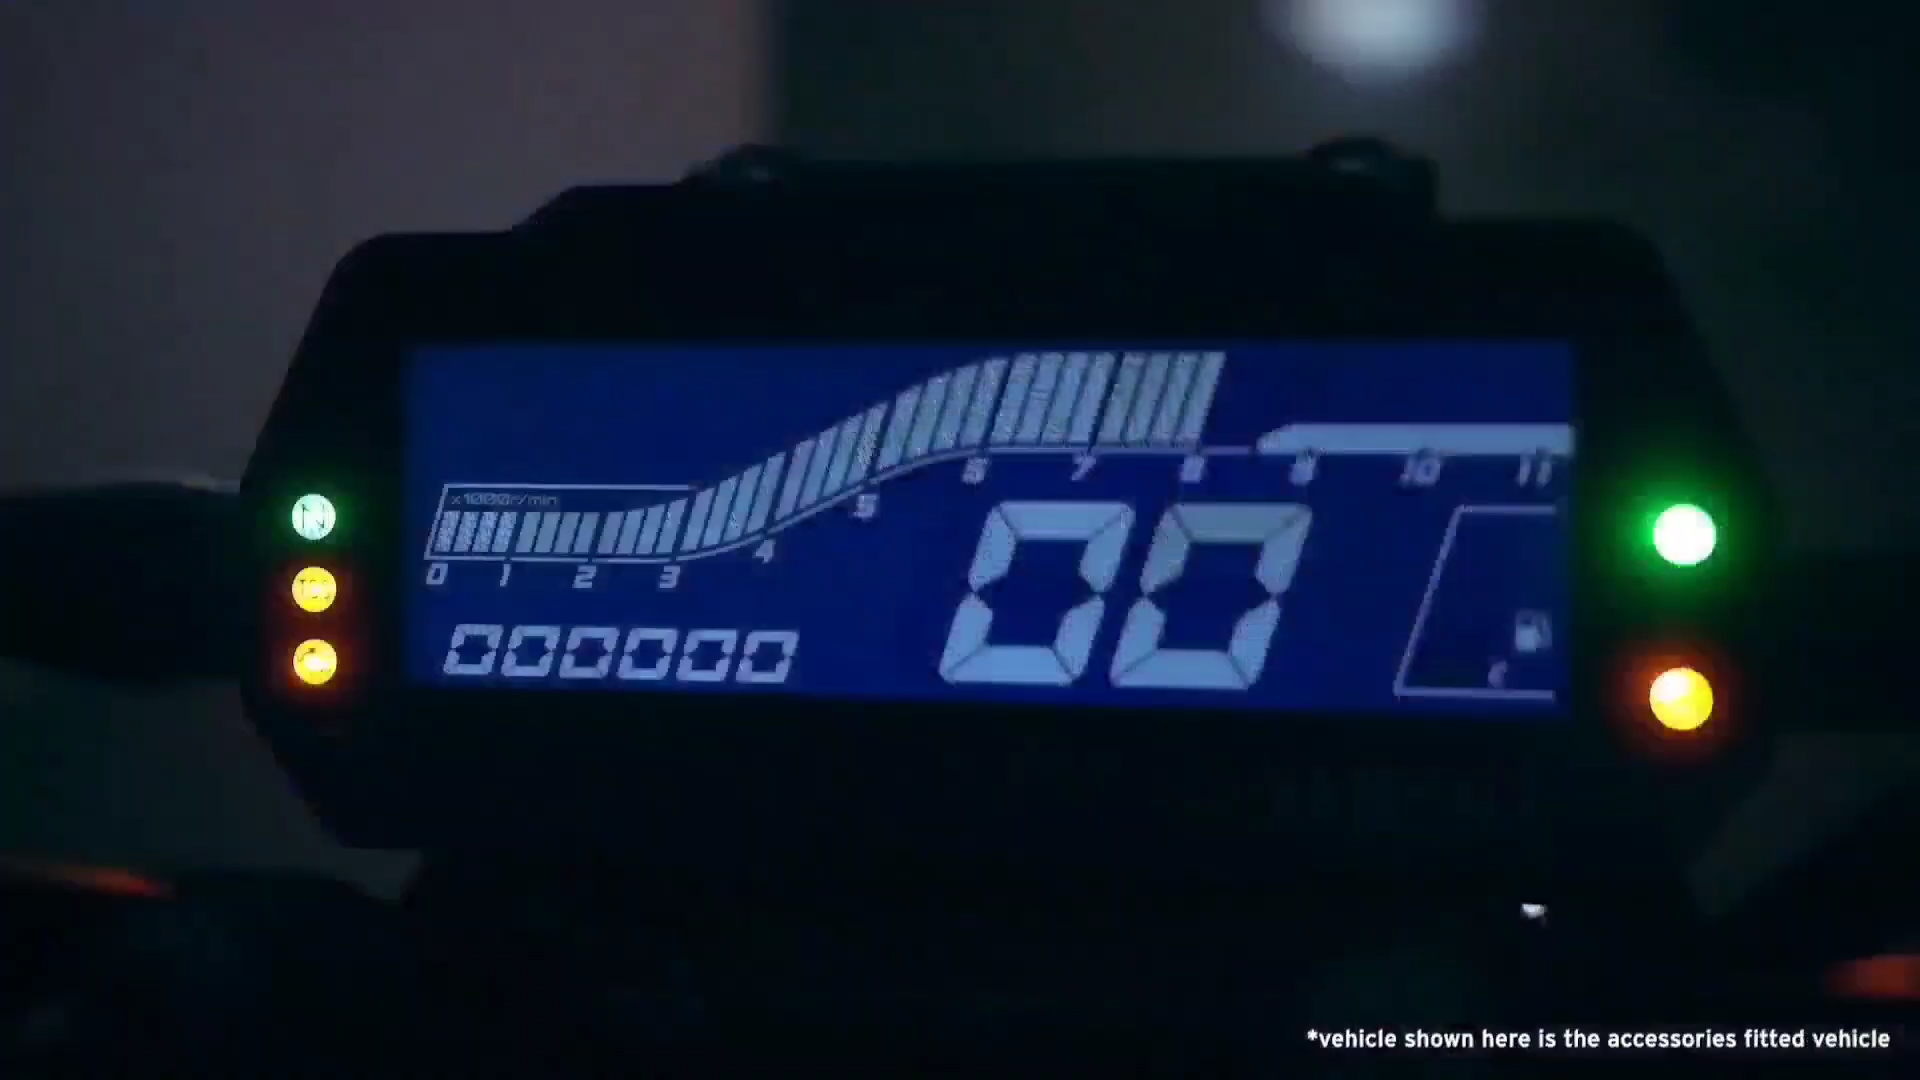 x1000r/min
6 7 8 9 10 11
5
4
0 1 2 3
N
000000
00
*vehicle shown here is the accessories fitted vehicle